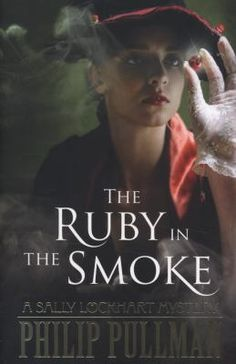 THE
RUBY IN
THE
SMOKE
A SALLY LOCKHART MYSTERY
PHILIP PULLMAN